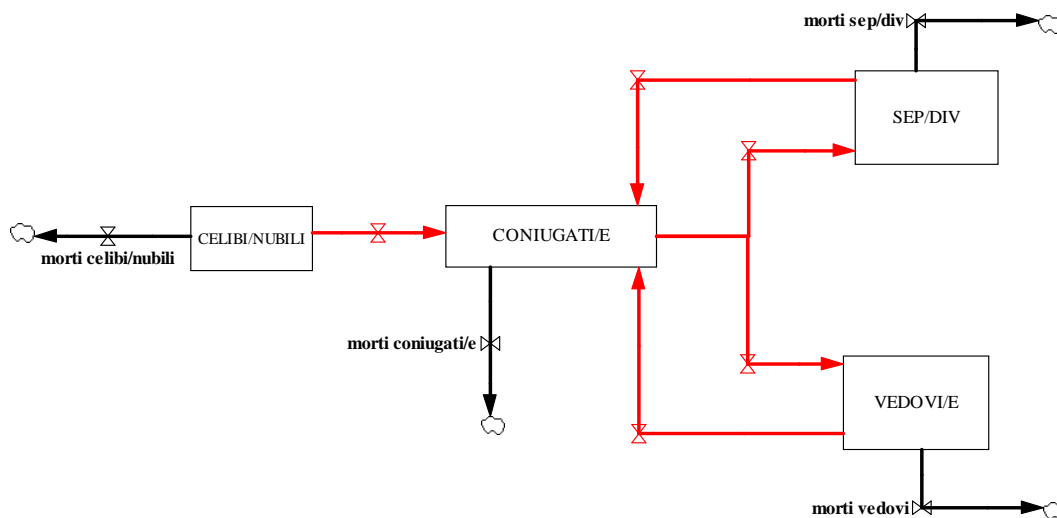 morti sep/div
SEP/DIV
CELIBI/NUBILI
CONIUGATI/E
morti celibi/nubili
morti coniugati/e
VEDOVI/E
morti vedovi